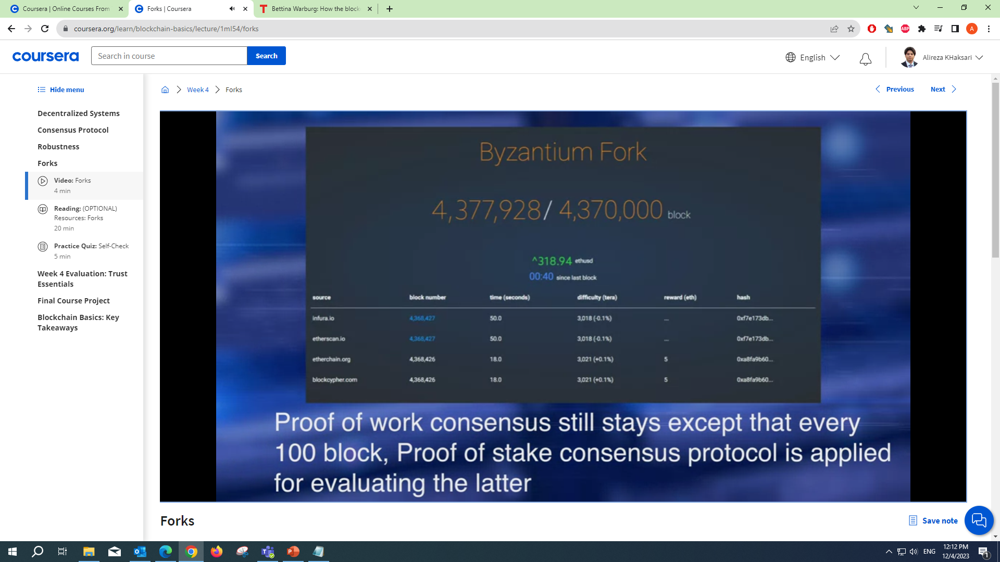 Coursera | Online Courses From
Forks | Coursera
Bettina Warburg: How the block
coursera.org/learn/blockchain-basics/lecture/1ml54/forks
ABP
A
coursera
Search in course
Search
English
Alireza KHaksari
Hide menu
Week 4
Forks
Previous
Next
Decentralized Systems
Consensus Protocol
Robustness
Forks
Video: Forks
4 min
Reading: (OPTIONAL)
Resources: Forks
20 min
Practice Quiz: Self-Check
5 min
Week 4 Evaluation: Trust
Essentials
Final Course Project
Blockchain Basics: Key
Takeaways
Byzantium Fork
4,377,928/ 4,370,000 block
^318.94 ethusd
00:40 since last block
source block number time (seconds) difficulty (tera) reward (eth) hash
infura.io 4,368,427 50.0 3,018 (-0.1%) ... 0xf7e173db...
etherscan.io 4,368,427 50.0 3,018 (-0.1%) ... 0xf7e173db...
etherchain.org 4,368,426 18.0 3,021 (+0.1%) 5 0xa8fa9b60...
blockcypher.com 4,368,426 18.0 3,021 (+0.1%) 5 0xa8fa9b60...
Proof of work consensus still stays except that every
100 block, Proof of stake consensus protocol is applied
for evaluating the latter
Forks
Save note
ENG
12:12 PM
12/4/2023
1